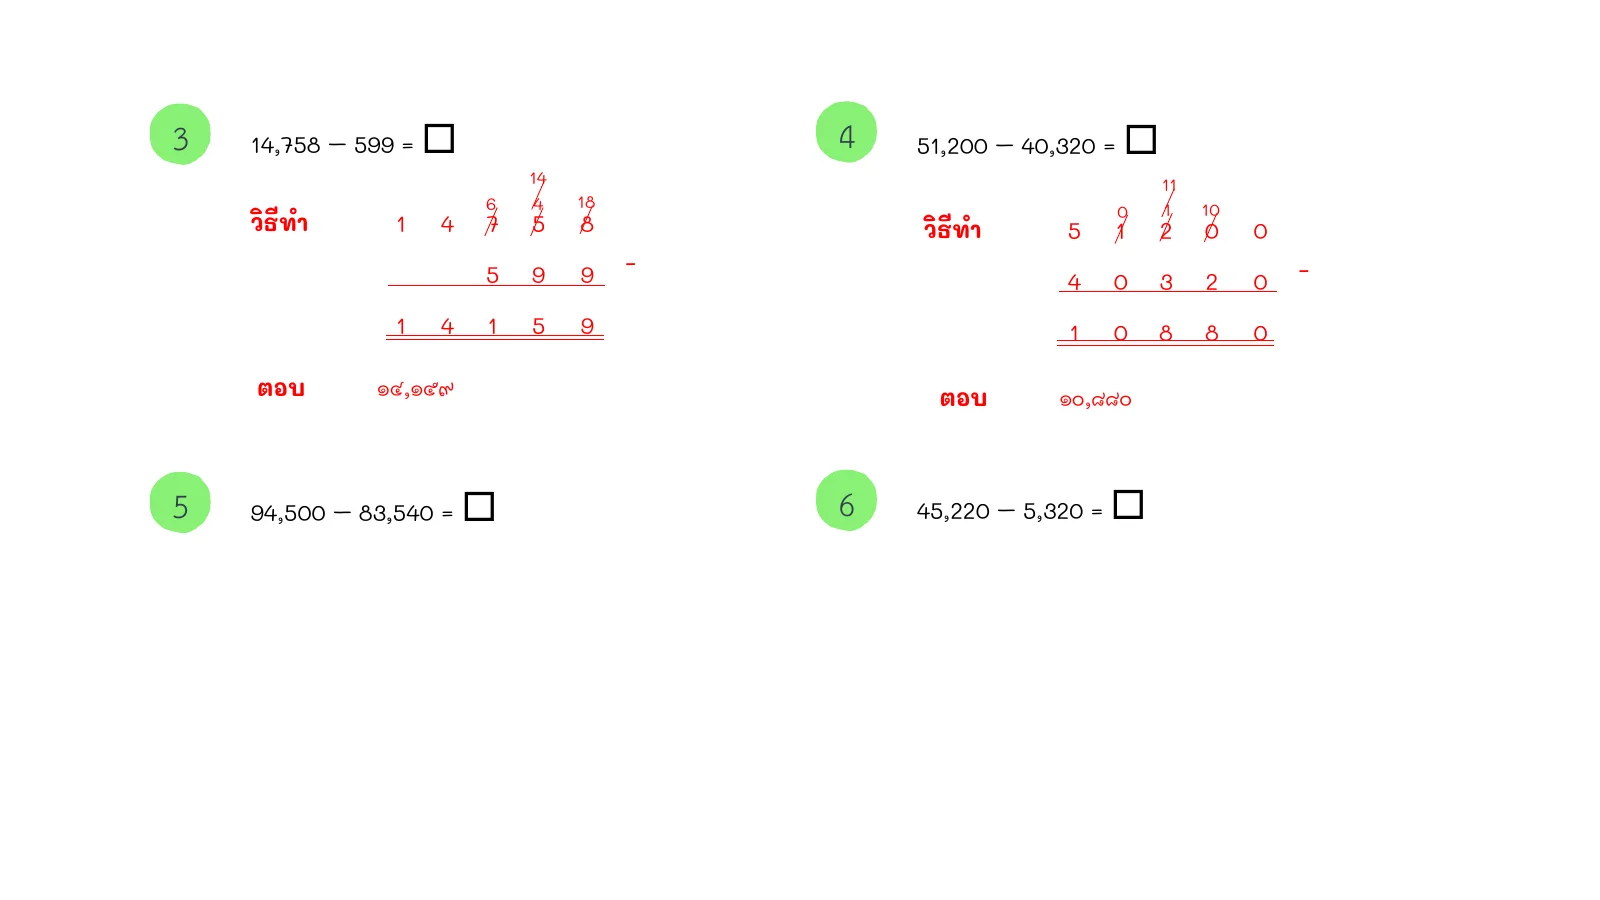 3
14,758 – 599 = □
วิธีทำ
14
6 4 18
1 4 7 5 8
-
5 9 9
1 4 1 5 9
ตอบ ๑๔,๑๕๙
4
51,200 – 40,320 = □
วิธีทำ
11
0 1 10
5 1 2 0 0
-
4 0 3 2 0
1 0 8 8 0
ตอบ ๑๐,๘๘๐
5
94,500 – 83,540 = □
6
45,220 – 5,320 = □